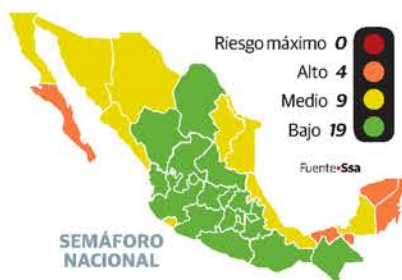 Riesgo máximo 0
Alto 4
Medio 9
Bajo 19
Fuente•Ssa
SEMÁFORO
NACIONAL